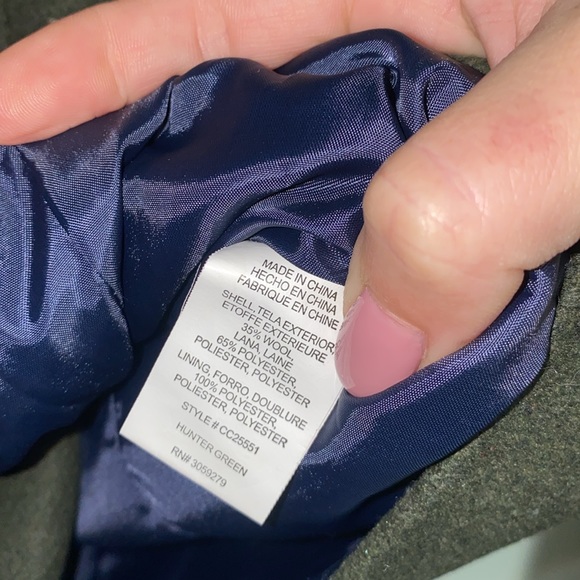 MADE IN CHINA
HECHO EN CHINA
FABRIQUE EN CHINE
SHELL TELA EXTERIOR,
ETOFFE EXTERIEURE
35% WOOL
LANA, LAINE
65% POLYESTER,
POLIESTER, POLYESTER
LINING, FORRO, DOUBLURE
100% POLYESTER,
POLIESTER, POLYESTER
STYLE # CC25551
HUNTER GREEN
RN# 3059279